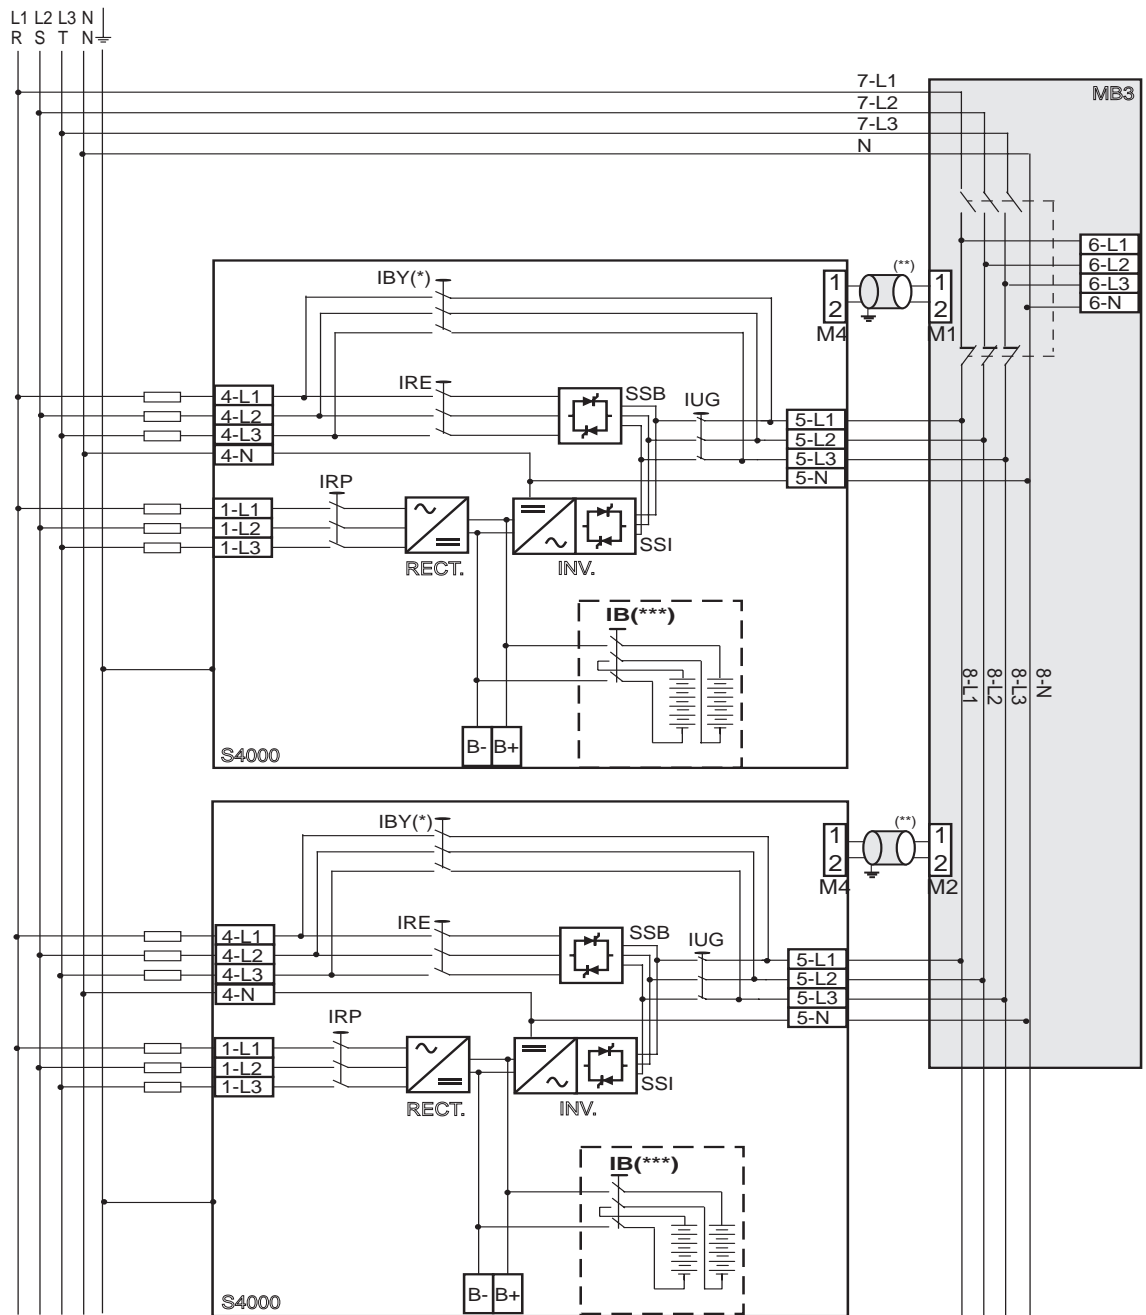 L1 L2 L3 N
R S T N
7-L1
7-L2
7-L3
N
MB3
6-L1
6-L2
6-L3
6-N
IBY(*)
1
2
M4
(**)
1
2
M1
IRE
SSB
IUG
4-L1
4-L2
4-L3
4-N
5-L1
5-L2
5-L3
5-N
IRP
1-L1
1-L2
1-L3
RECT.
INV.
SSI
IB(***)
B- B+
S4000
8-L1
8-L2
8-L3
8-N
IBY(*)
1
2
M4
(**)
1
2
M2
IRE
SSB
IUG
4-L1
4-L2
4-L3
4-N
5-L1
5-L2
5-L3
5-N
IRP
1-L1
1-L2
1-L3
RECT.
INV.
SSI
IB(***)
B- B+
S4000